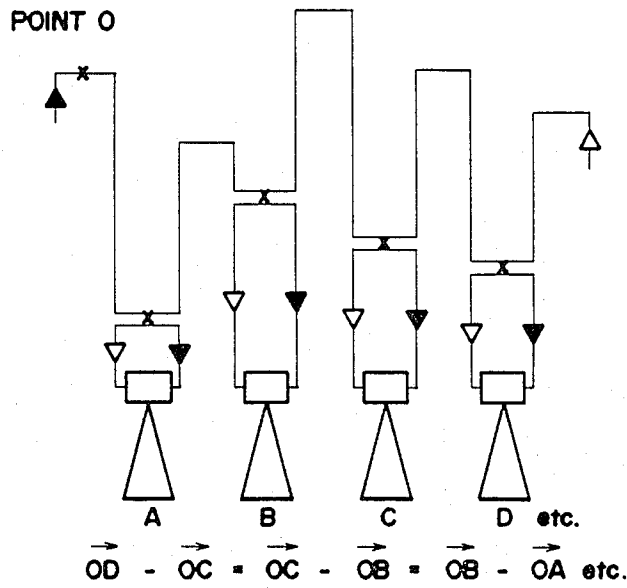 POINT O
A B C D etc.
OD - OC = OC - OB = OB - OA etc.